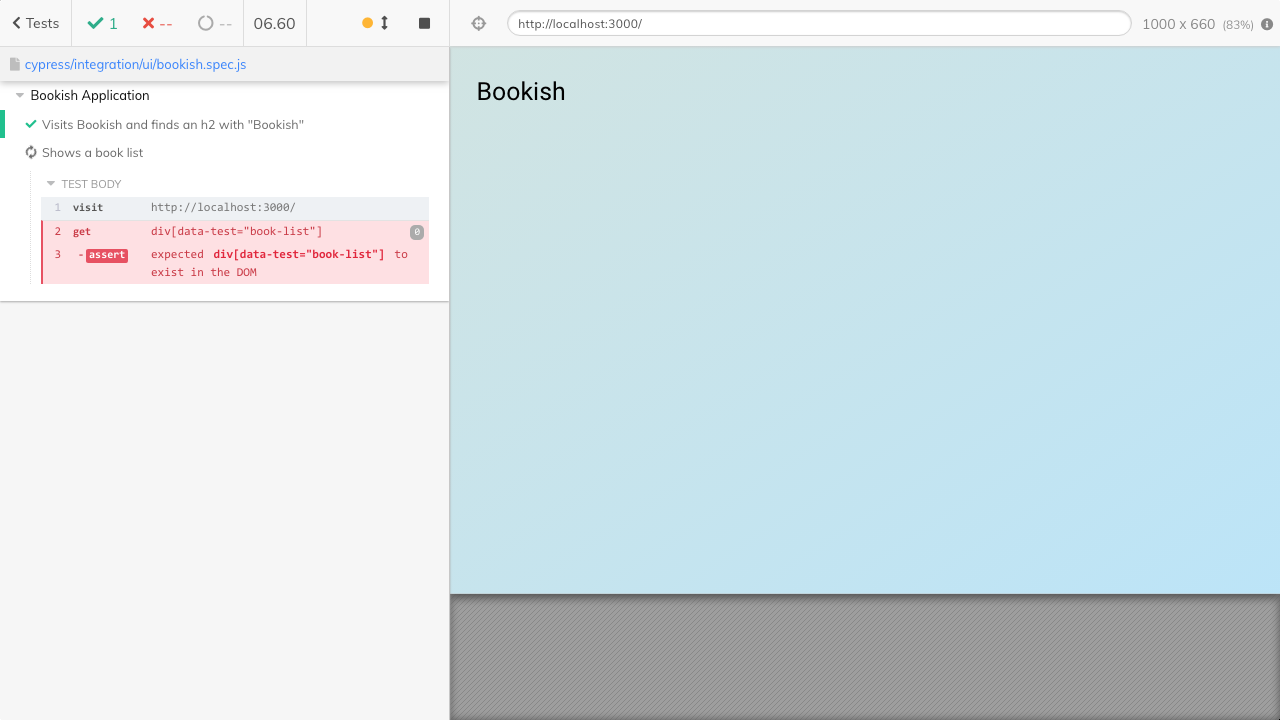 Tests 1 -- -- 06.60
http://localhost:3000/ 1000 x 660 (83%)
cypress/integration/ui/bookish.spec.js
Bookish Application
Visits Bookish and finds an h2 with "Bookish"
Shows a book list
TEST BODY
1 visit http://localhost:3000/
2 get div[data-test="book-list"] 0
3 -assert expected div[data-test="book-list"] to
exist in the DOM
Bookish